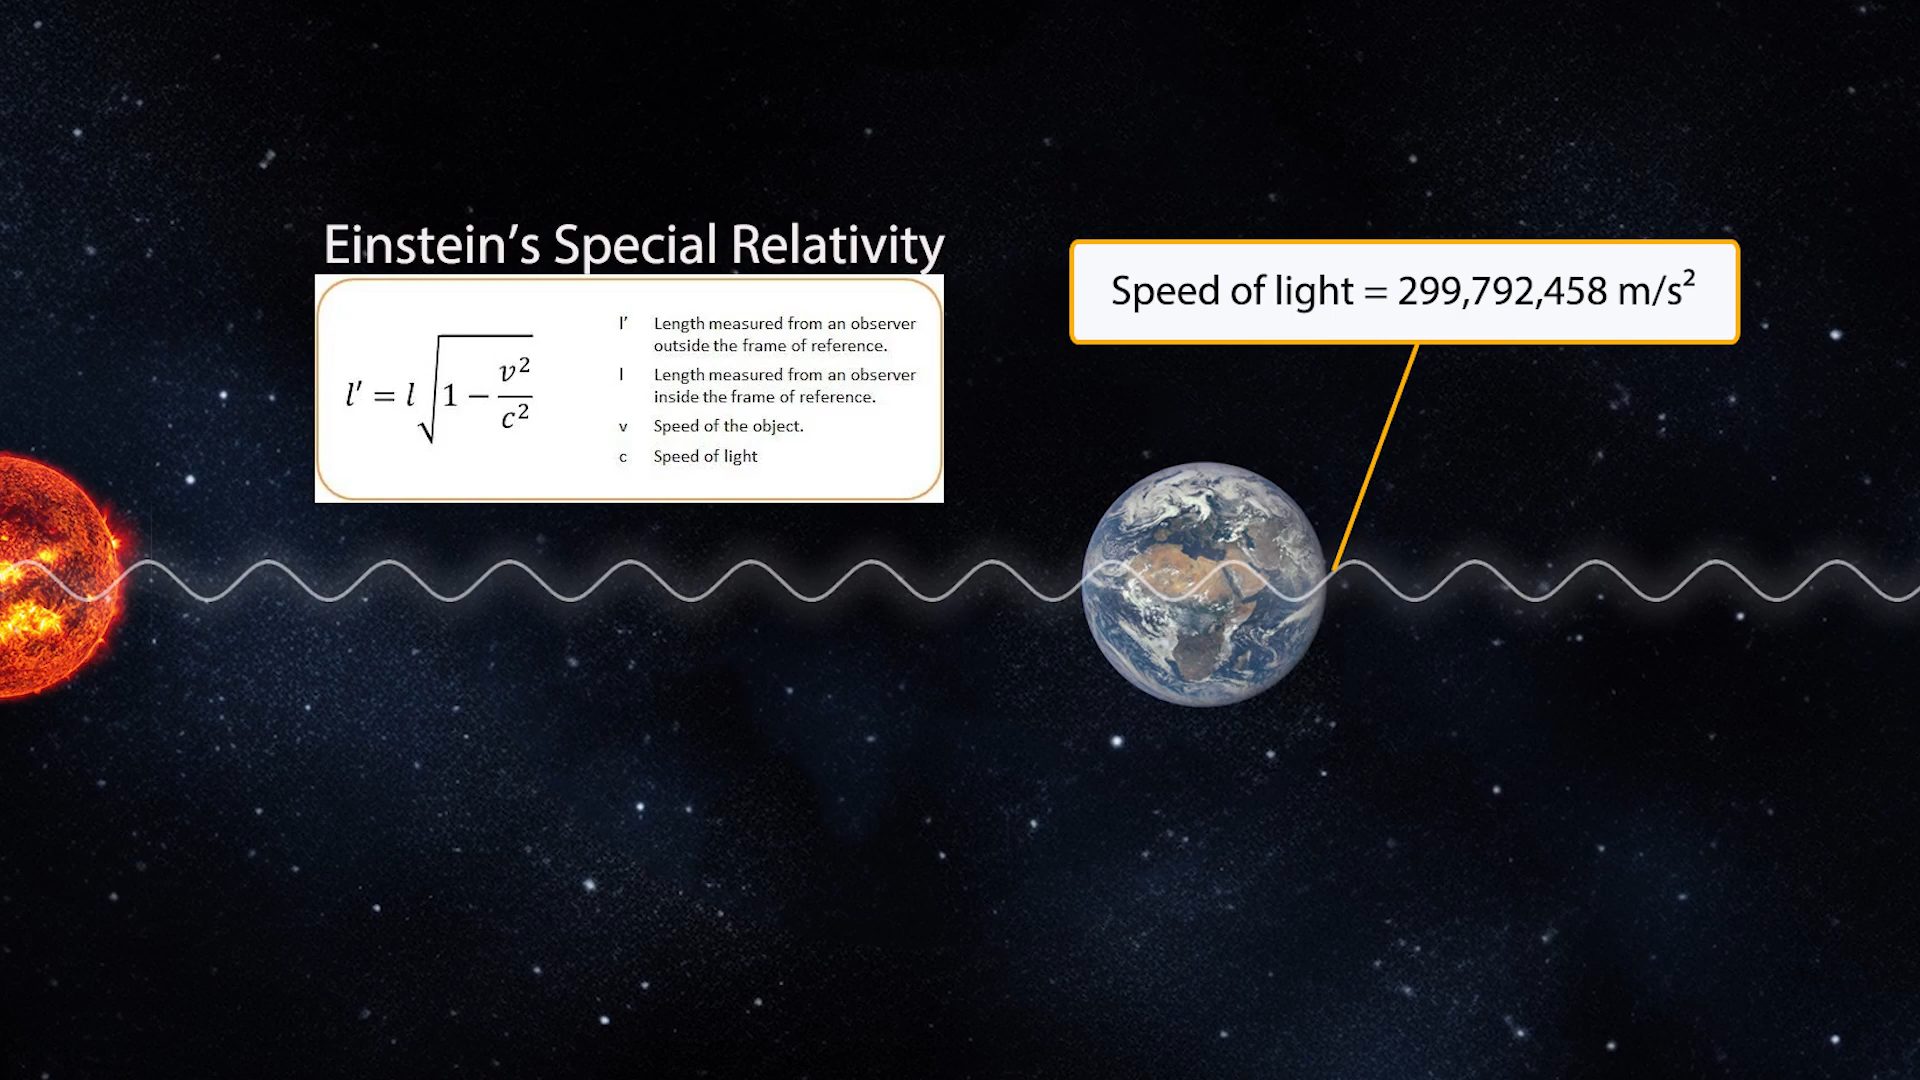 Einstein’s Special Relativity
l′ = l √(1 − v²/c²)
l′ Length measured from an observer
outside the frame of reference.
l Length measured from an observer
inside the frame of reference.
v Speed of the object.
c Speed of light
Speed of light = 299,792,458 m/s²